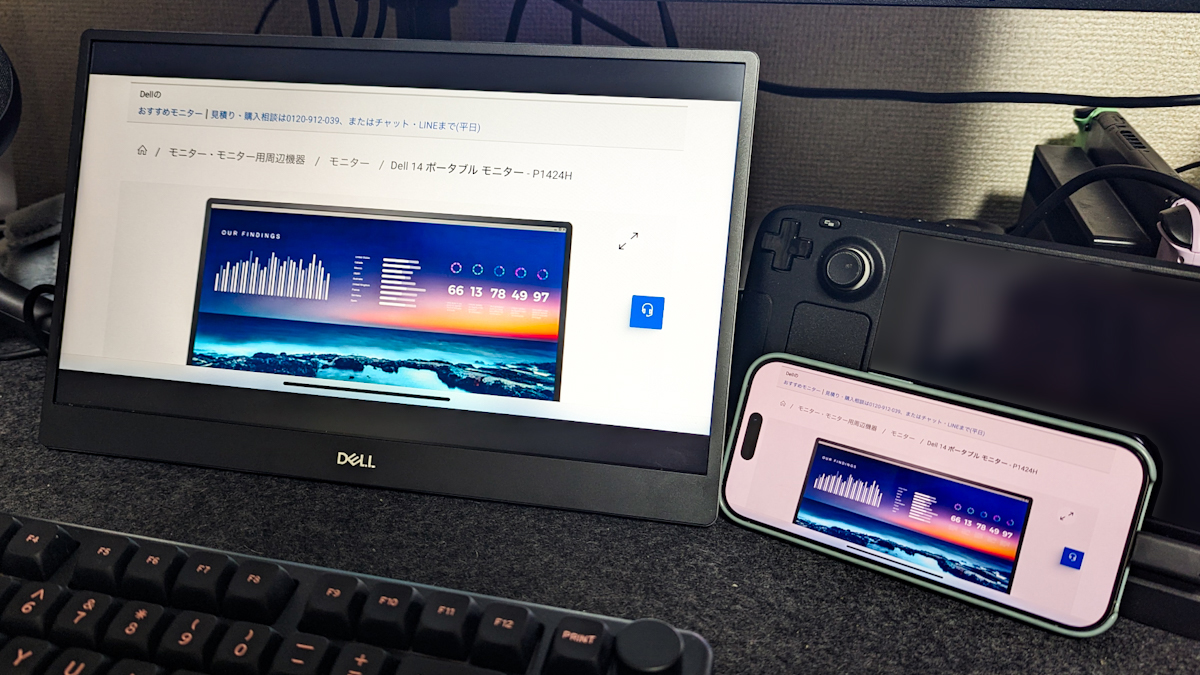 Dellの
おすすめモニター | 見積り・購入相談は0120-912-039、またはチャット・LINEまで(平日)
/ モニター・モニター用周辺機器 / モニター / Dell 14 ポータブル モニター - P1424H
OUR FINDINGS
66 13 78 49 97
DELL
Dellの
おすすめモニター | 見積り・購入相談は0120-912-039、またはチャット・LINEまで(平日)
/ モニター・モニター用周辺機器 / モニター / Dell 14 ポータブル モニター - P1424H
OUR FINDINGS
66 13 78 49 97
F4 F5 F6 F7 F8 F9 F10 F11 F12 PRINT
^ & * ( ) — +
6 7 8 9 0 =
Y U